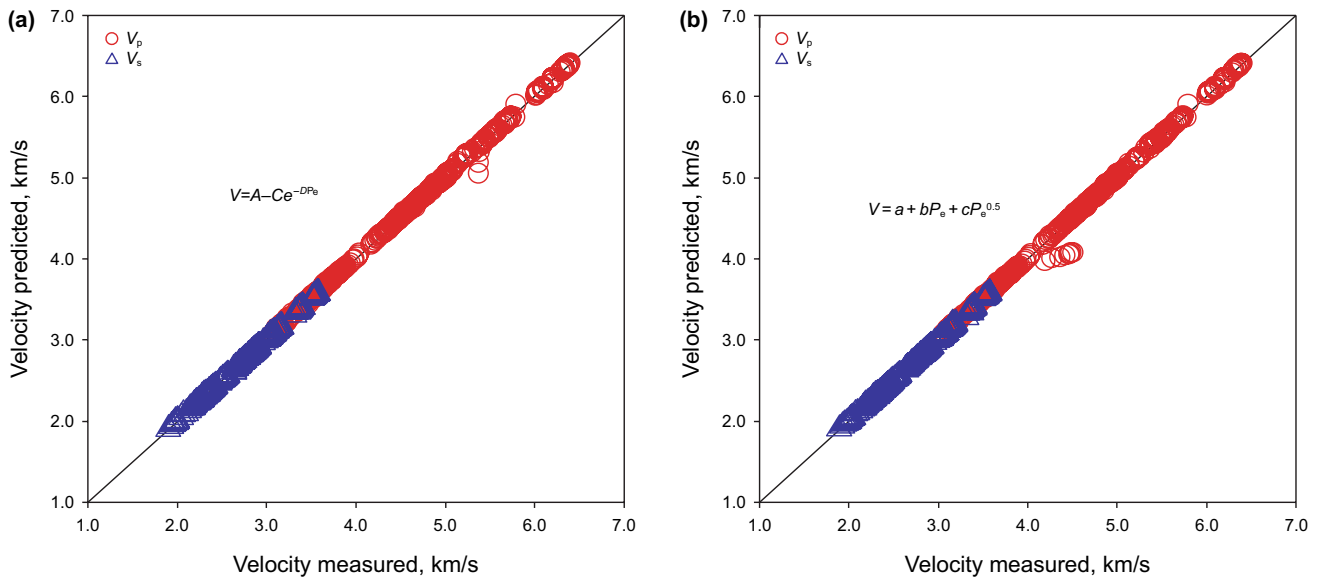 (a)
7.0
6.0
5.0
4.0
3.0
2.0
1.0
Velocity predicted, km/s
Vp
Vs
V=A–Ce^–DPe
1.0 2.0 3.0 4.0 5.0 6.0 7.0
Velocity measured, km/s
(b)
7.0
6.0
5.0
4.0
3.0
2.0
1.0
Velocity predicted, km/s
Vp
Vs
V = a + bPe + cPe^0.5
1.0 2.0 3.0 4.0 5.0 6.0 7.0
Velocity measured, km/s